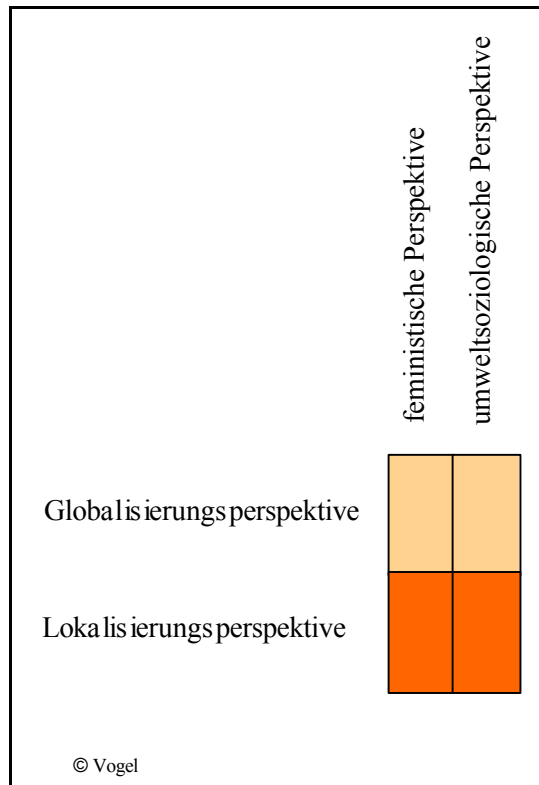 feministische Perspektive
umweltsoziologische Perspektive
Globalisierungsperspektive
Lokalisierungsperspektive
© Vogel